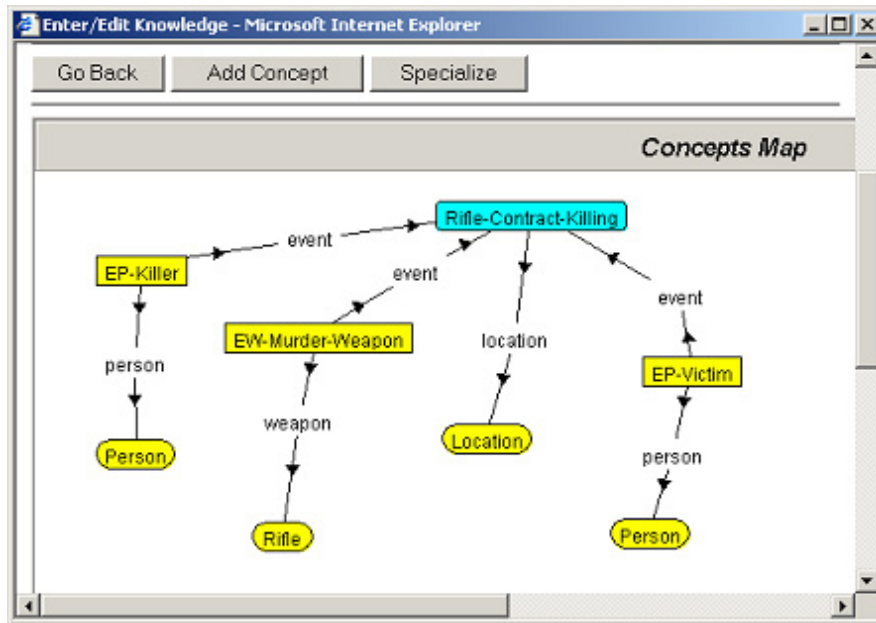 Enter/Edit Knowledge - Microsoft Internet Explorer
Go Back Add Concept Specialize
Concepts Map
Rifle-Contract-Killing
event
EP-Killer
event
event
EW-Murder-Weapon
location
person
EP-Victim
weapon
Location
Person
person
Rifle
Person